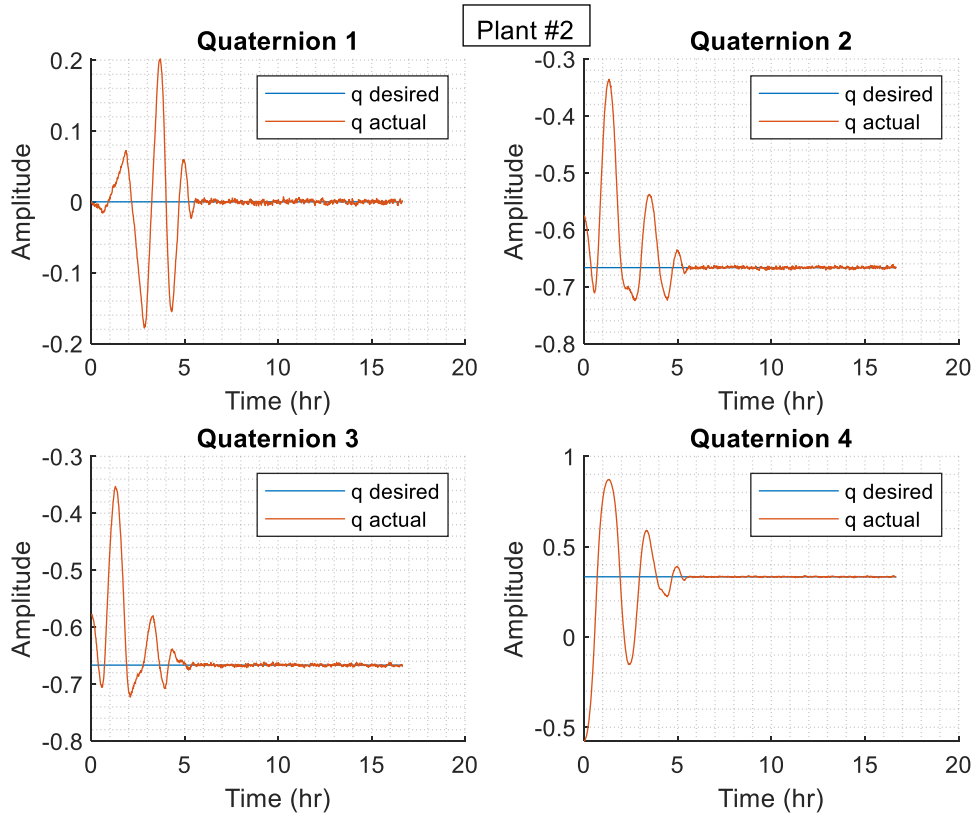 Plant #2
Quaternion 1
0.2
0.1
0
-0.1
-0.2
Amplitude
q desired
q actual
0 5 10 15 20
Time (hr)
Quaternion 2
-0.3
-0.4
-0.5
-0.6
-0.7
-0.8
Amplitude
q desired
q actual
0 5 10 15 20
Time (hr)
Quaternion 3
-0.3
-0.4
-0.5
-0.6
-0.7
-0.8
Amplitude
q desired
q actual
0 5 10 15 20
Time (hr)
Quaternion 4
1
0.5
0
-0.5
Amplitude
q desired
q actual
0 5 10 15 20
Time (hr)